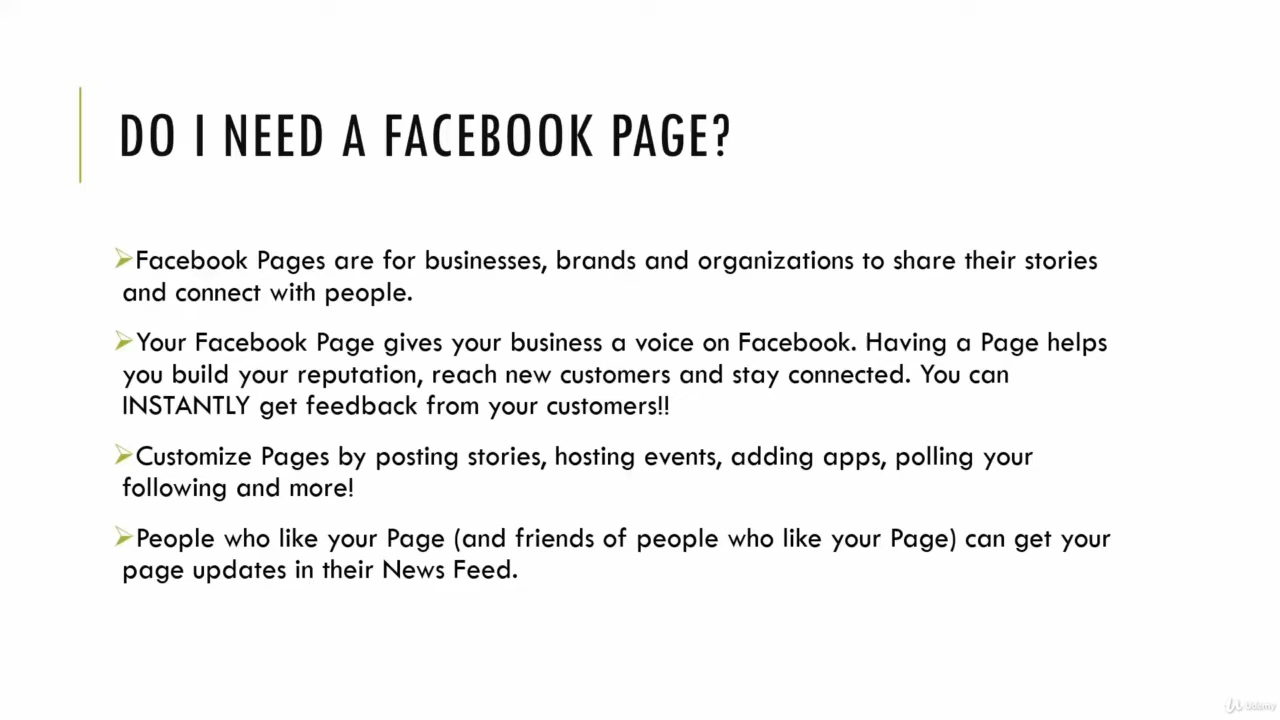 DO I NEED A FACEBOOK PAGE?
➢Facebook Pages are for businesses, brands and organizations to share their stories
and connect with people.
➢Your Facebook Page gives your business a voice on Facebook. Having a Page helps
you build your reputation, reach new customers and stay connected. You can
INSTANTLY get feedback from your customers!!
➢Customize Pages by posting stories, hosting events, adding apps, polling your
following and more!
➢People who like your Page (and friends of people who like your Page) can get your
page updates in their News Feed.
Udemy